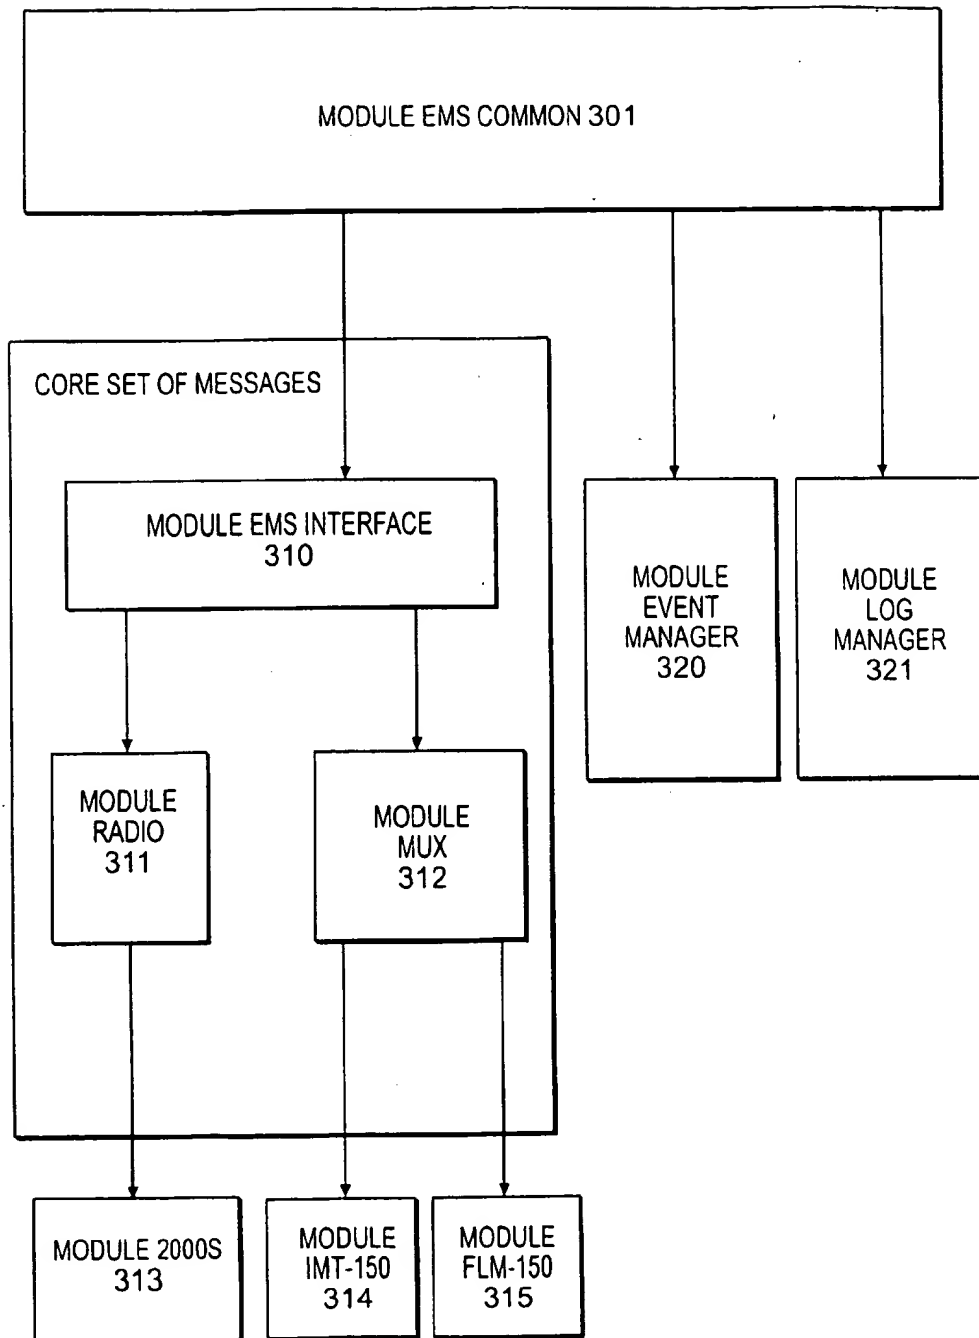 MODULE EMS COMMON 301
CORE SET OF MESSAGES
MODULE EMS INTERFACE
310
MODULE
EVENT
MANAGER
320
MODULE
LOG
MANAGER
321
MODULE
RADIO
311
MODULE
MUX
312
MODULE 2000S
313
MODULE
IMT-150
314
MODULE
FLM-150
315